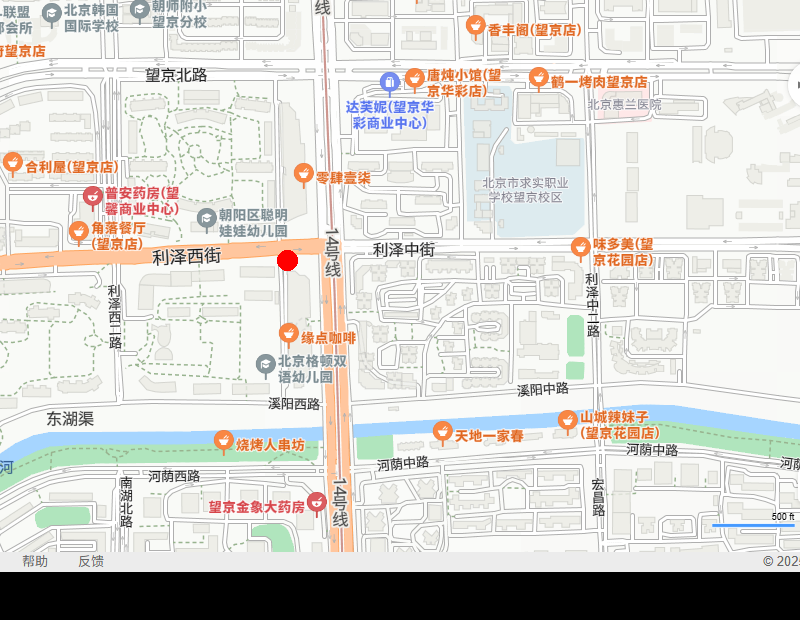 线
联盟
部会所
北京韩国
国际学校
朝师附小
望京分校
香丰阁(望京店)
府望京店
望京北路
唐炖小馆(望
京华彩店)
鹤一烤肉望京店
达芙妮(望京华
彩商业中心)
北京惠兰医院
合利屋(望京店)
零肆壹柒
北京市求实职业
学校望京校区
普安药房(望
馨商业中心)
朝阳区聪明
娃娃幼儿园
角落餐厅
(望京店)
利泽西街
14号线
利泽中街
味多美(望
京花园店)
利泽西二路
利泽中二路
缘点咖啡
北京格顿双
语幼儿园
溪阳西路
溪阳中路
东湖渠
烧烤人串坊
天地一家春
山城辣妹子
(望京花园店)
河
河荫西路
河荫中路
河荫中路
河荫
南湖北路
望京金象大药房
14号线
宏昌路
500 ft
帮助
反馈
© 202